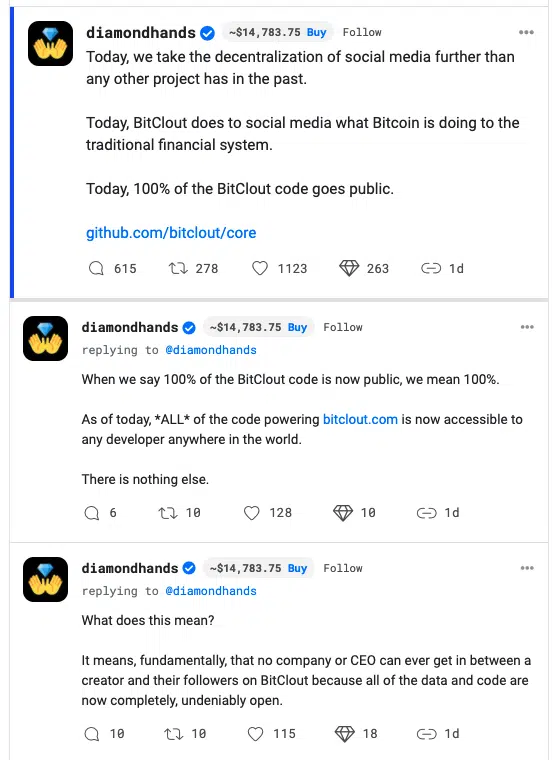 diamondhands ~$14,783.75 Buy Follow
Today, we take the decentralization of social media further than
any other project has in the past.
Today, BitClout does to social media what Bitcoin is doing to the
traditional financial system.
Today, 100% of the BitClout code goes public.
github.com/bitclout/core
615 278 1123 263 1d
diamondhands ~$14,783.75 Buy Follow
replying to @diamondhands
When we say 100% of the BitClout code is now public, we mean 100%.
As of today, *ALL* of the code powering bitclout.com is now accessible to
any developer anywhere in the world.
There is nothing else.
6 10 128 10 1d
diamondhands ~$14,783.75 Buy Follow
replying to @diamondhands
What does this mean?
It means, fundamentally, that no company or CEO can ever get in between a
creator and their followers on BitClout because all of the data and code are
now completely, undeniably open.
10 10 115 18 1d